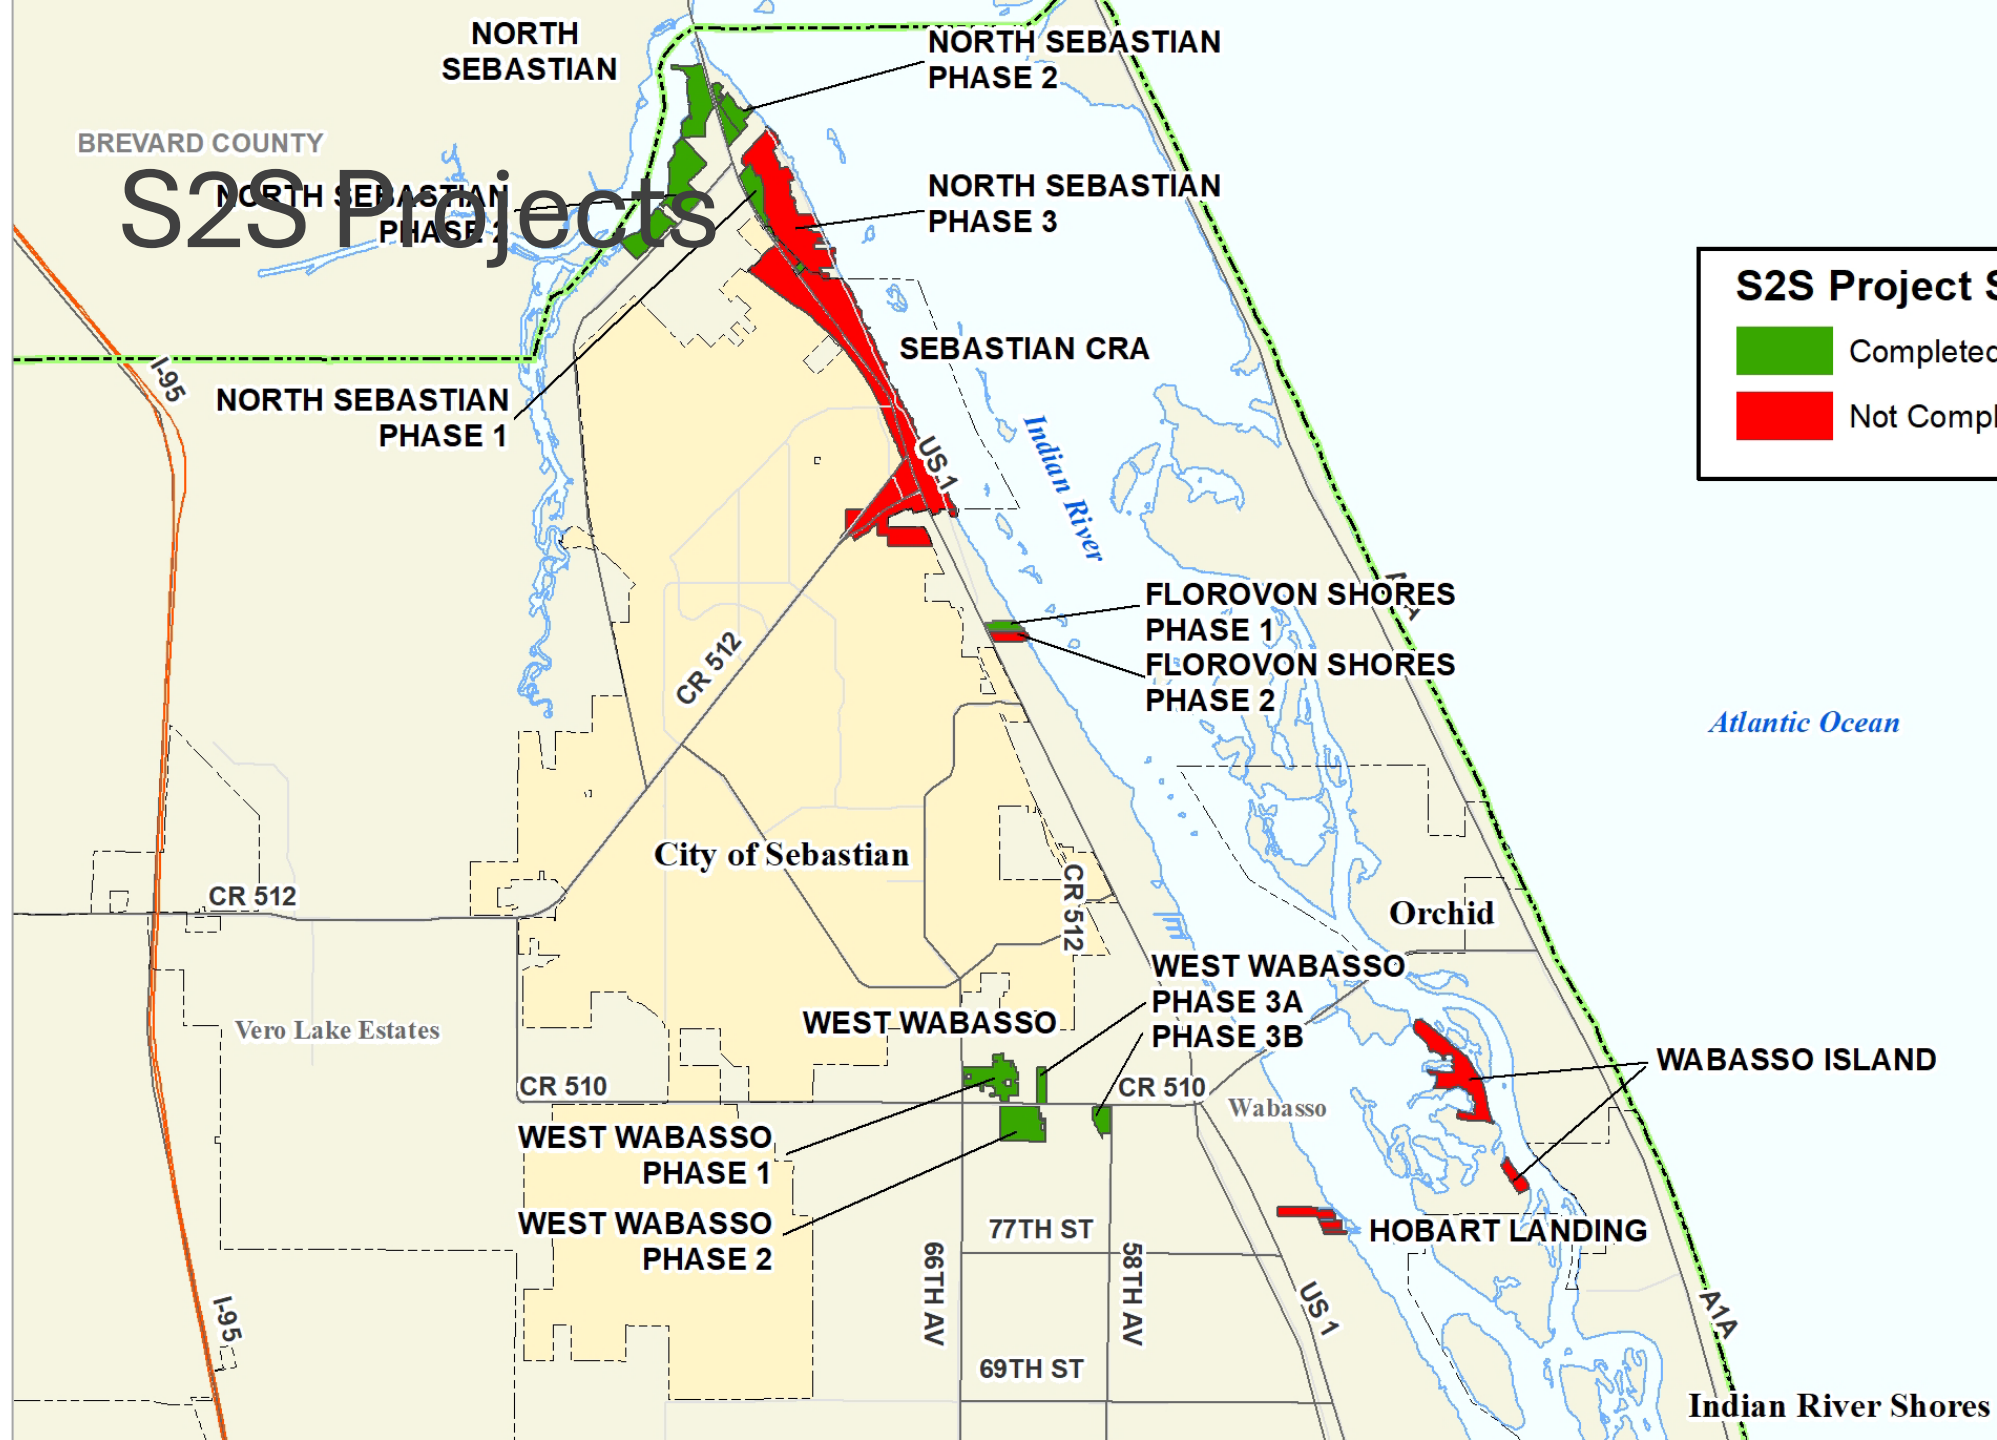 NORTH
SEBASTIAN
NORTH SEBASTIAN
PHASE 2
BREVARD COUNTY
S2S Projects
NORTH SEBASTIAN
PHASE 2
NORTH SEBASTIAN
PHASE 3
S2S Project S
Completed
Not Compl
SEBASTIAN CRA
I-95
NORTH SEBASTIAN
PHASE 1
US 1
Indian River
FLOROVON SHORES
PHASE 1
FLOROVON SHORES
PHASE 2
CR 512
Atlantic Ocean
City of Sebastian
CR 512
CR 512
Orchid
WEST WABASSO
PHASE 3A
PHASE 3B
WEST WABASSO
Vero Lake Estates
WABASSO ISLAND
CR 510
CR 510
Wabasso
WEST WABASSO
PHASE 1
WEST WABASSO
PHASE 2
77TH ST
HOBART LANDING
66TH AV
58TH AV
US 1
I-95
A1A
69TH ST
Indian River Shores